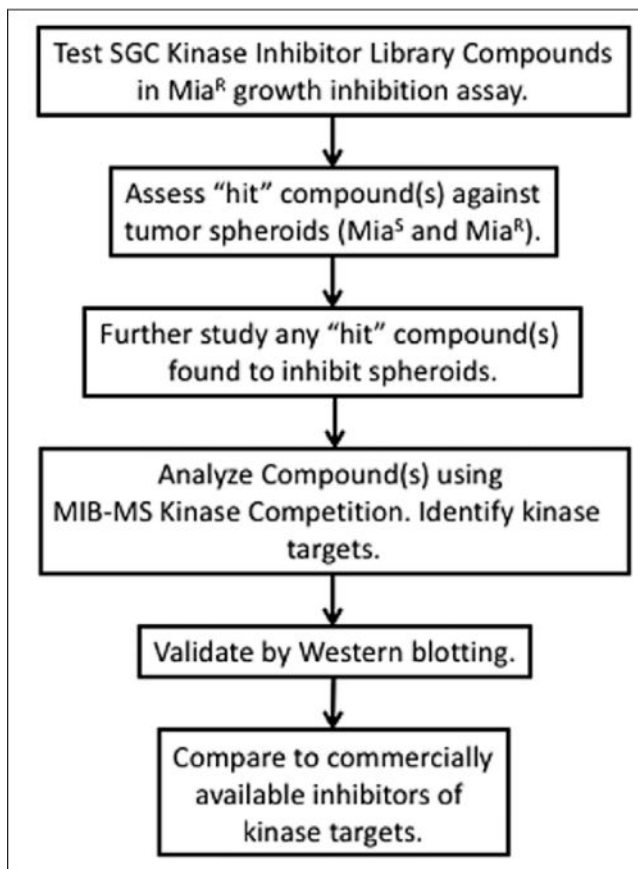 Test SGC Kinase Inhibitor Library Compounds
in Miaᴿ growth inhibition assay.
Assess “hit” compound(s) against
tumor spheroids (Miaˢ and Miaᴿ).
Further study any “hit” compound(s)
found to inhibit spheroids.
Analyze Compound(s) using
MIB-MS Kinase Competition. Identify kinase
targets.
Validate by Western blotting.
Compare to commercially
available inhibitors of
kinase targets.